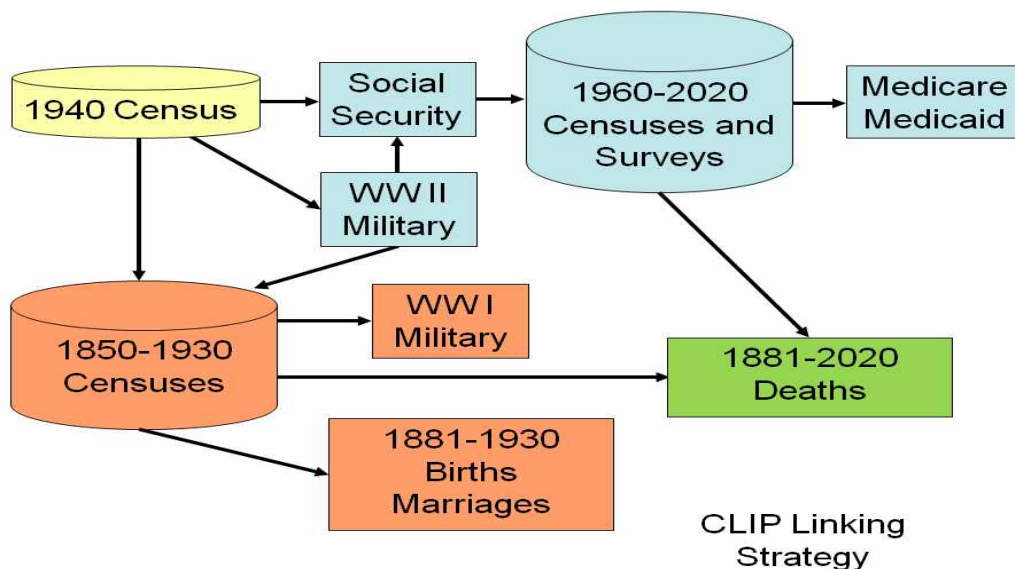 1940 Census
Social
Security
1960-2020
Censuses and
Surveys
Medicare
Medicaid
WW II
Military
1850-1930
Censuses
WW I
Military
1881-2020
Deaths
1881-1930
Births
Marriages
CLIP Linking
Strategy